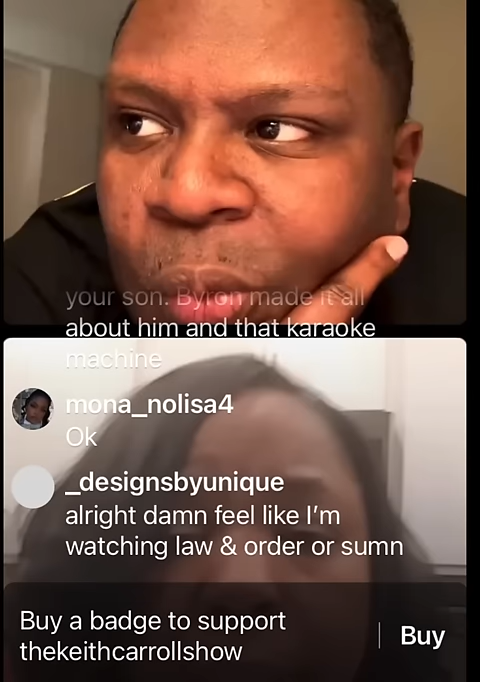 your son. Byron made it all
about him and that karaoke
machine
mona_nolisa4
Ok
_designsbyunique
alright damn feel like I’m
watching law & order or sumn
Buy a badge to support
thekeithcarrollshow
Buy